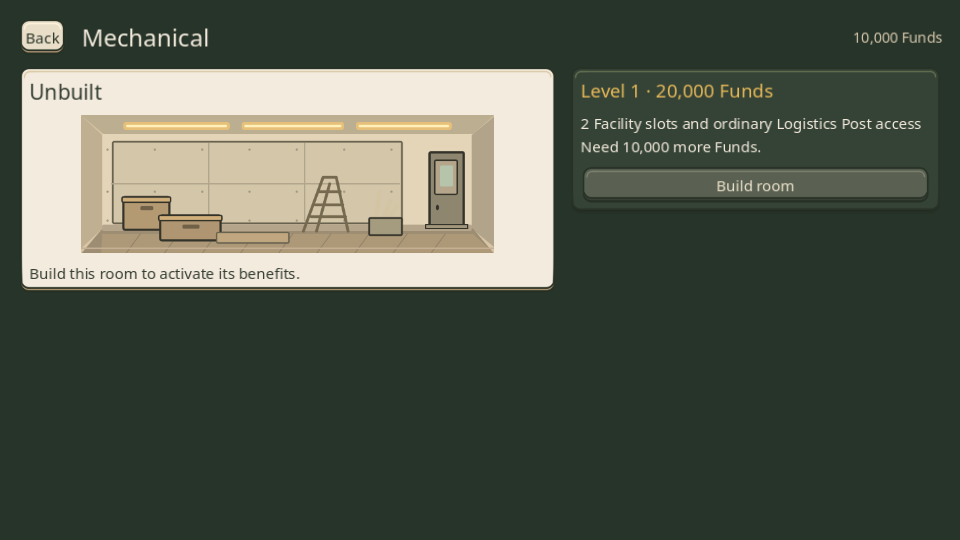 Back
Mechanical
10,000 Funds
Unbuilt
Build this room to activate its benefits.
Level 1 · 20,000 Funds
2 Facility slots and ordinary Logistics Post access
Need 10,000 more Funds.
Build room